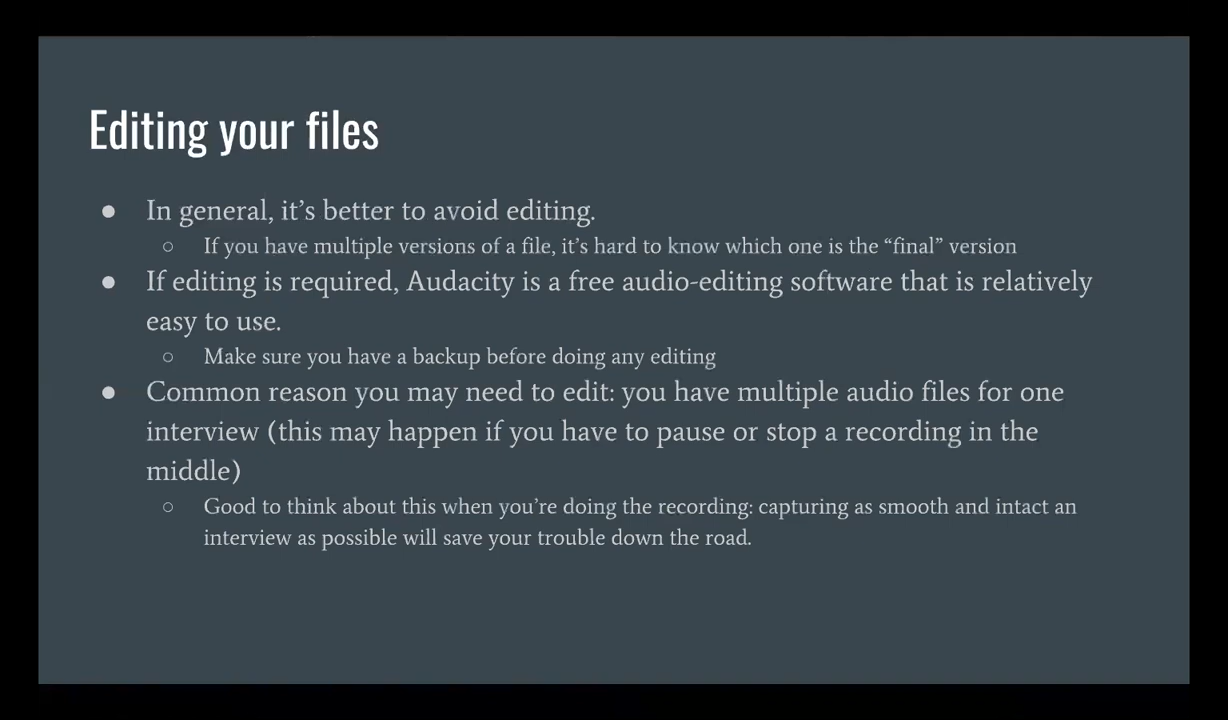 Editing your files
● In general, it's better to avoid editing.
○ If you have multiple versions of a file, it's hard to know which one is the “final” version
● If editing is required, Audacity is a free audio-editing software that is relatively
easy to use.
○ Make sure you have a backup before doing any editing
● Common reason you may need to edit: you have multiple audio files for one
interview (this may happen if you have to pause or stop a recording in the
middle)
○ Good to think about this when you're doing the recording: capturing as smooth and intact an
interview as possible will save your trouble down the road.